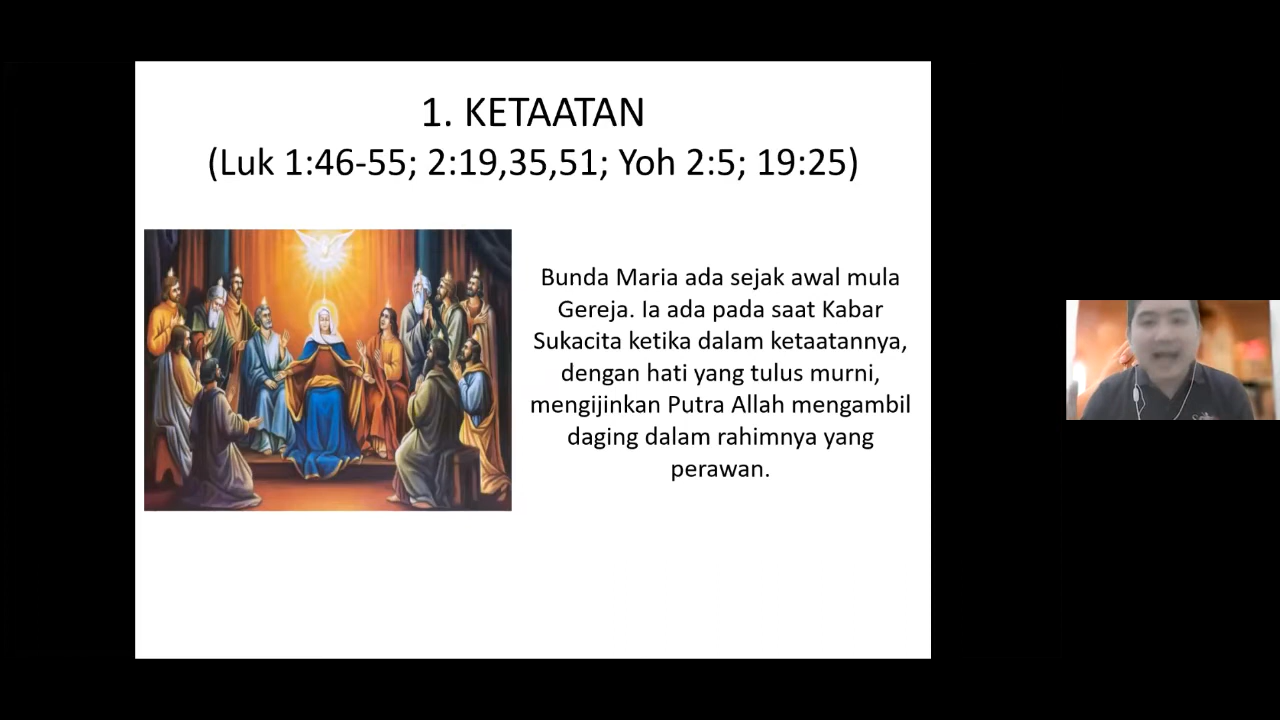 1. KETAATAN
(Luk 1:46-55; 2:19,35,51; Yoh 2:5; 19:25)
Bunda Maria ada sejak awal mula
Gereja. Ia ada pada saat Kabar
Sukacita ketika dalam ketaatannya,
dengan hati yang tulus murni,
mengijinkan Putra Allah mengambil
daging dalam rahimnya yang
perawan.